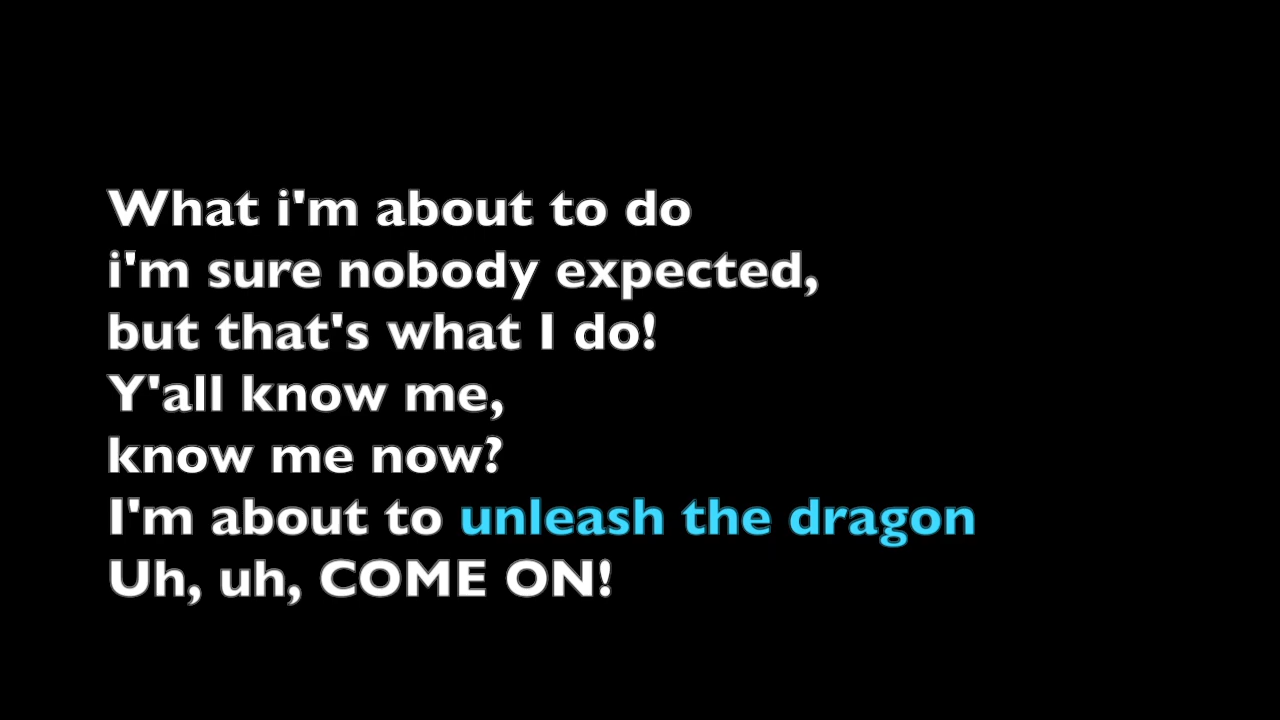 What i'm about to do
i'm sure nobody expected,
but that's what I do!
Y'all know me,
know me now?
I'm about to unleash the dragon
Uh, uh, COME ON!